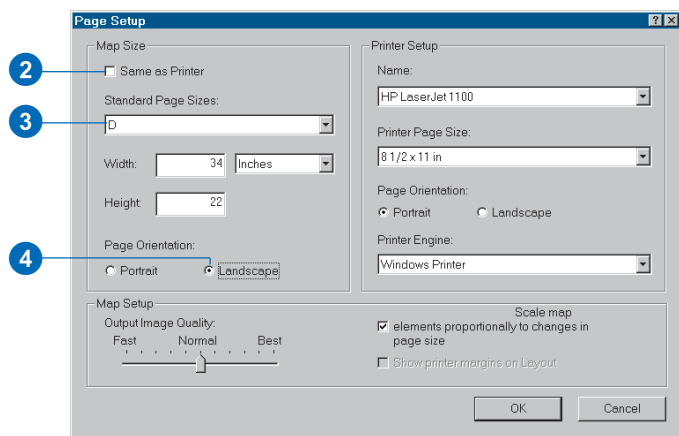 Page Setup
Map Size
2
Same as Printer
Standard Page Sizes:
3
D
Width:
34
Inches
Height:
22
Page Orientation:
4
Portrait
Landscape
Printer Setup
Name:
HP LaserJet 1100
Printer Page Size:
8 1/2 x 11 in
Page Orientation:
Portrait
Landscape
Printer Engine:
Windows Printer
Map Setup
Output Image Quality:
Fast Normal Best
Scale map
elements proportionally to changes in
page size
Show printer margins on Layout
OK
Cancel